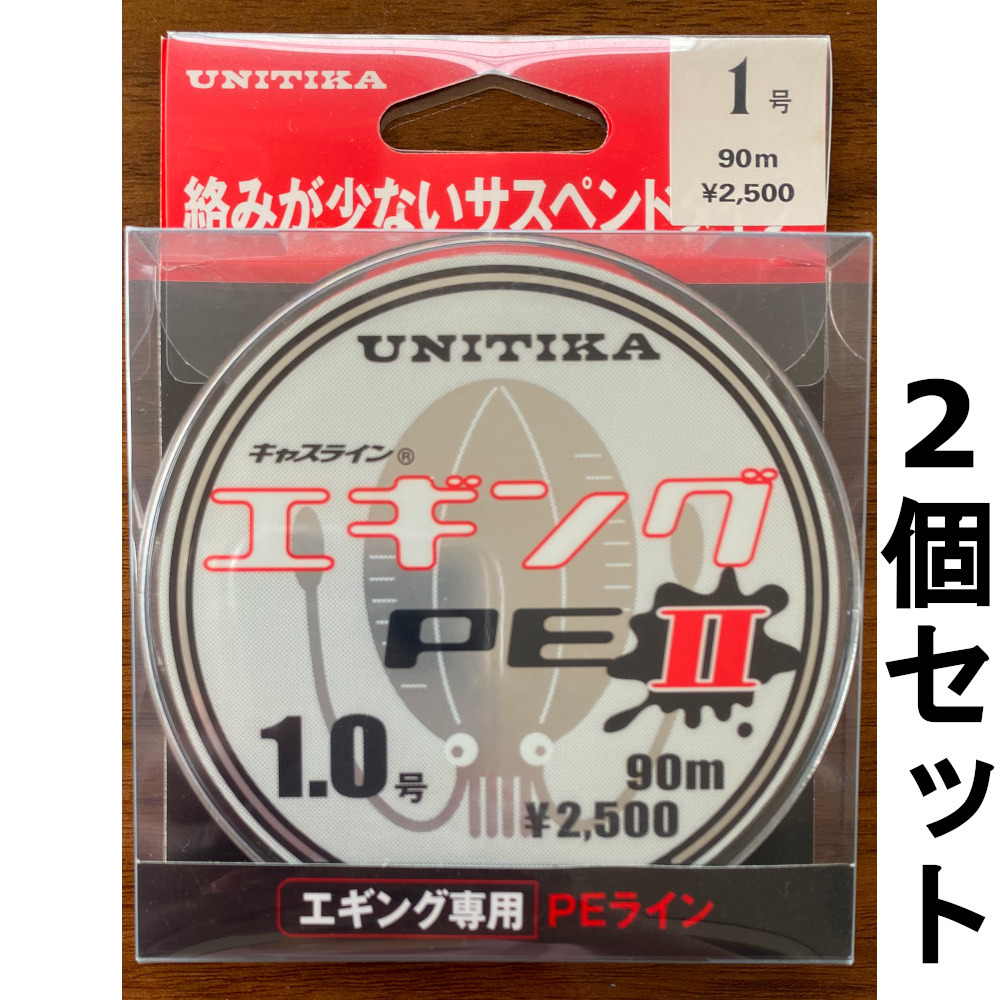 UNITIKA
1号
90m
¥2,500
絡みが少ないサスペンド
UNITIKA
キャスライン®
エギング
PE II
1.0号
90m
¥2,500
エギング専用 PEライン
2個セット